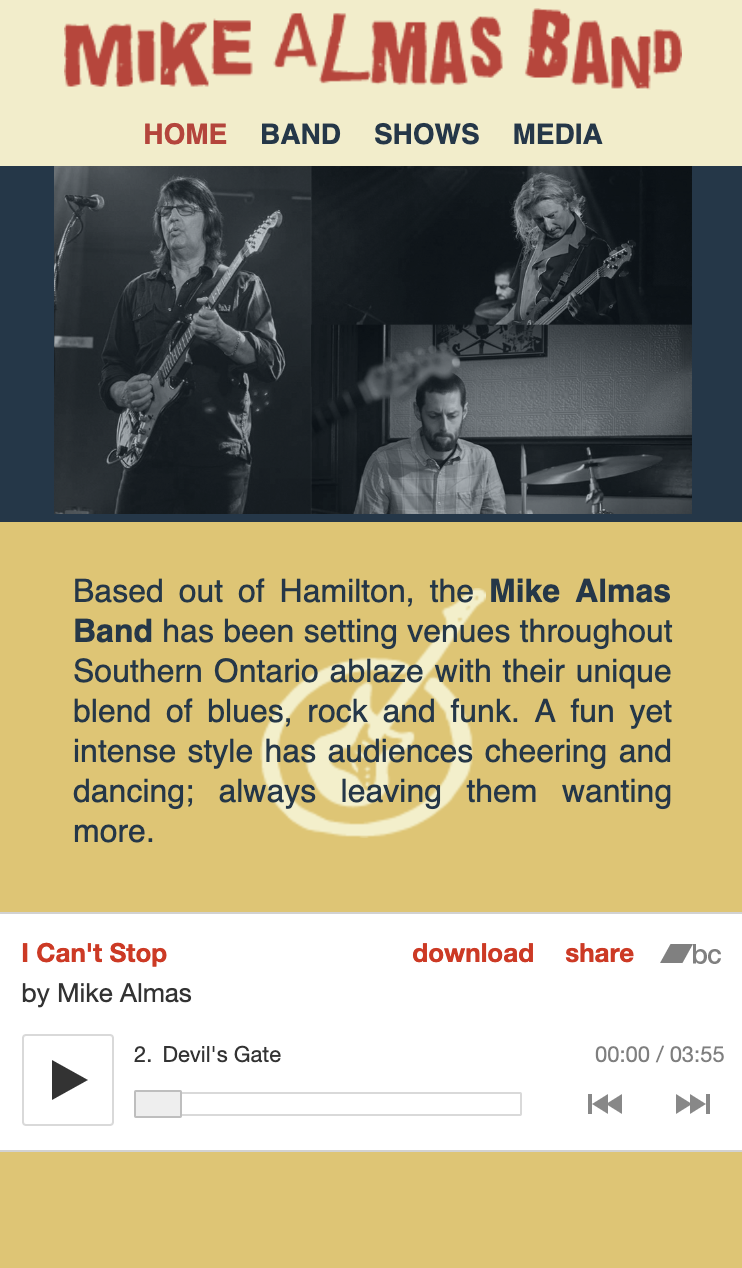 MIKE ALMAS BAND
HOME BAND SHOWS MEDIA
Based out of Hamilton, the Mike Almas
Band has been setting venues throughout
Southern Ontario ablaze with their unique
blend of blues, rock and funk. A fun yet
intense style has audiences cheering and
dancing; always leaving them wanting
more.
I Can't Stop download share bc
by Mike Almas
2. Devil's Gate 00:00 / 03:55